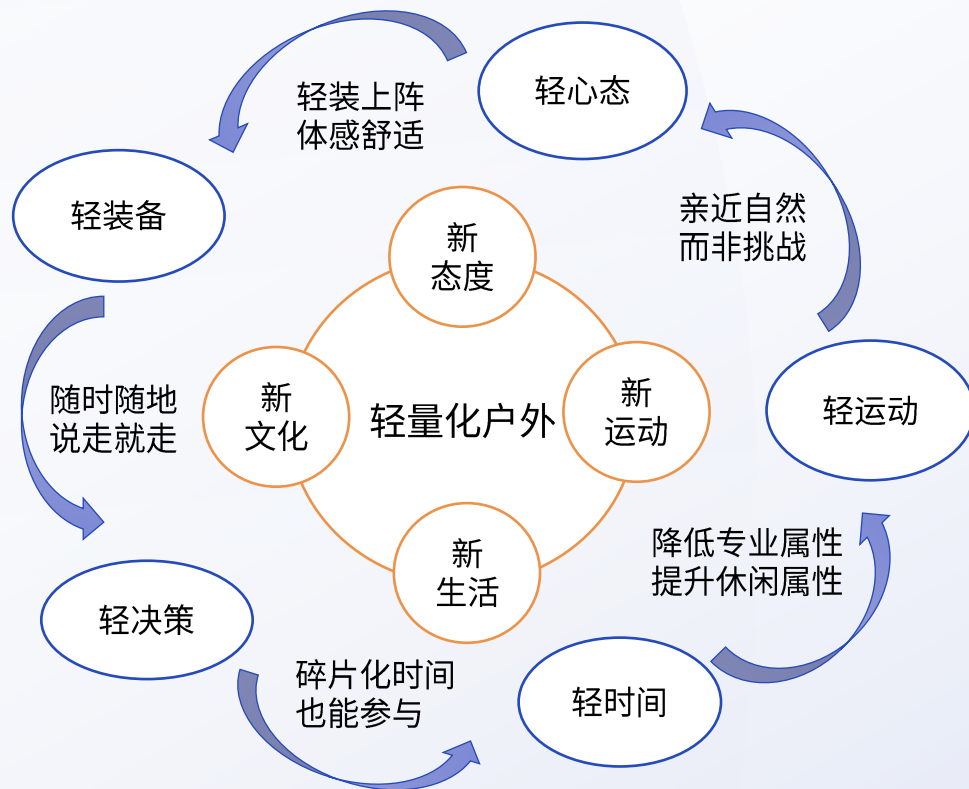 轻心态
轻装上阵
体感舒适
轻装备
亲近自然
而非挑战
新
态度
随时随地
说走就走
新
文化
轻量化户外
新
运动
轻运动
新
生活
降低专业属性
提升休闲属性
轻决策
碎片化时间
也能参与
轻时间